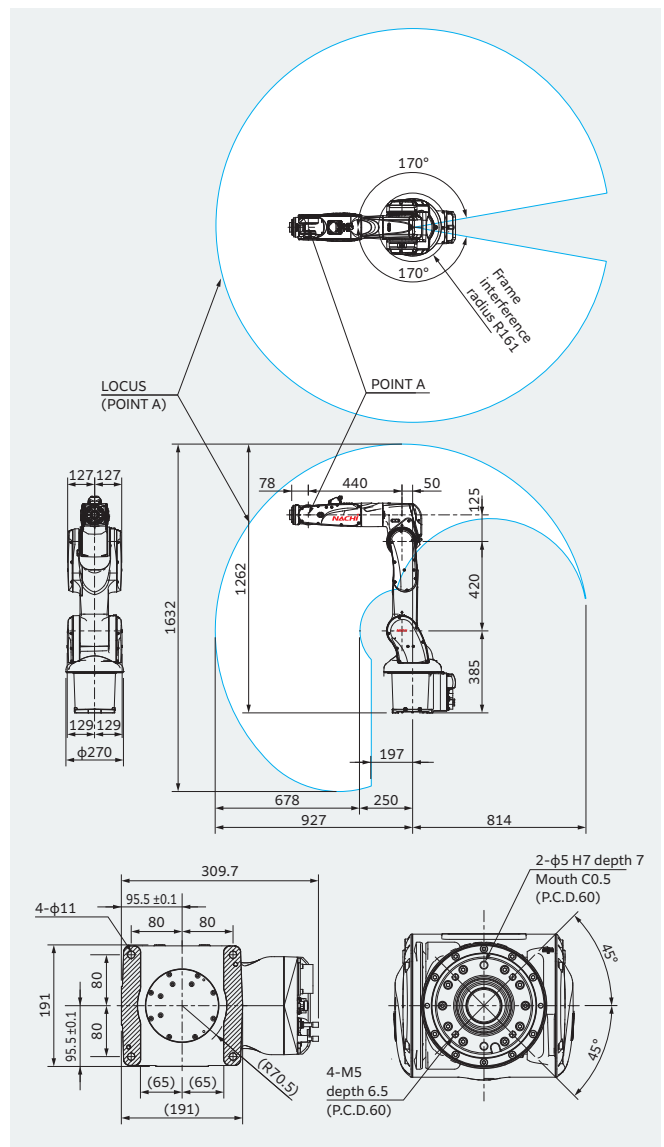 170°
170°
Frame
interference
radius R161
LOCUS
(POINT A)
POINT A
127 127
78
440
50
125
NACHI
1632
1262
420
385
129 129
ϕ270
197
678
250
927
814
309.7
95.5 ±0.1
4-ϕ11
80
80
191
80
80
95.5 ±0.1
(65)
(65)
(R70.5)
(191)
2-ϕ5 H7 depth 7
Mouth C0.5
(P.C.D.60)
45°
45°
4-M5
depth 6.5
(P.C.D.60)